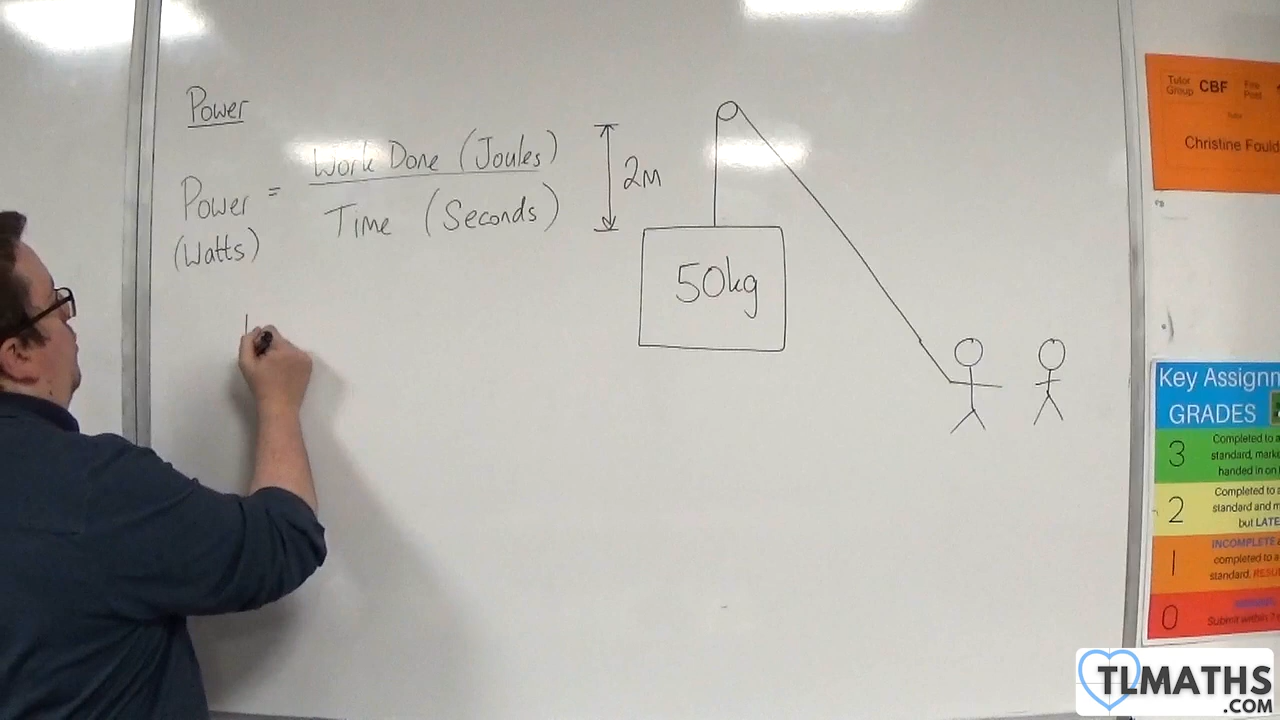 Power
Power (Watts) = Work Done (Joules)
Time (Seconds)
2m
50kg
Tutor Group CBF
Tutor
Christine Fould
Key Assignm
GRADES
3 Completed to a
standard, marke
handed in on
2 Completed to a
standard and m
but LATE
1 INCOMPLETE
completed to a
standard, RESU
0
Submit within 7
TLMATHS
.COM